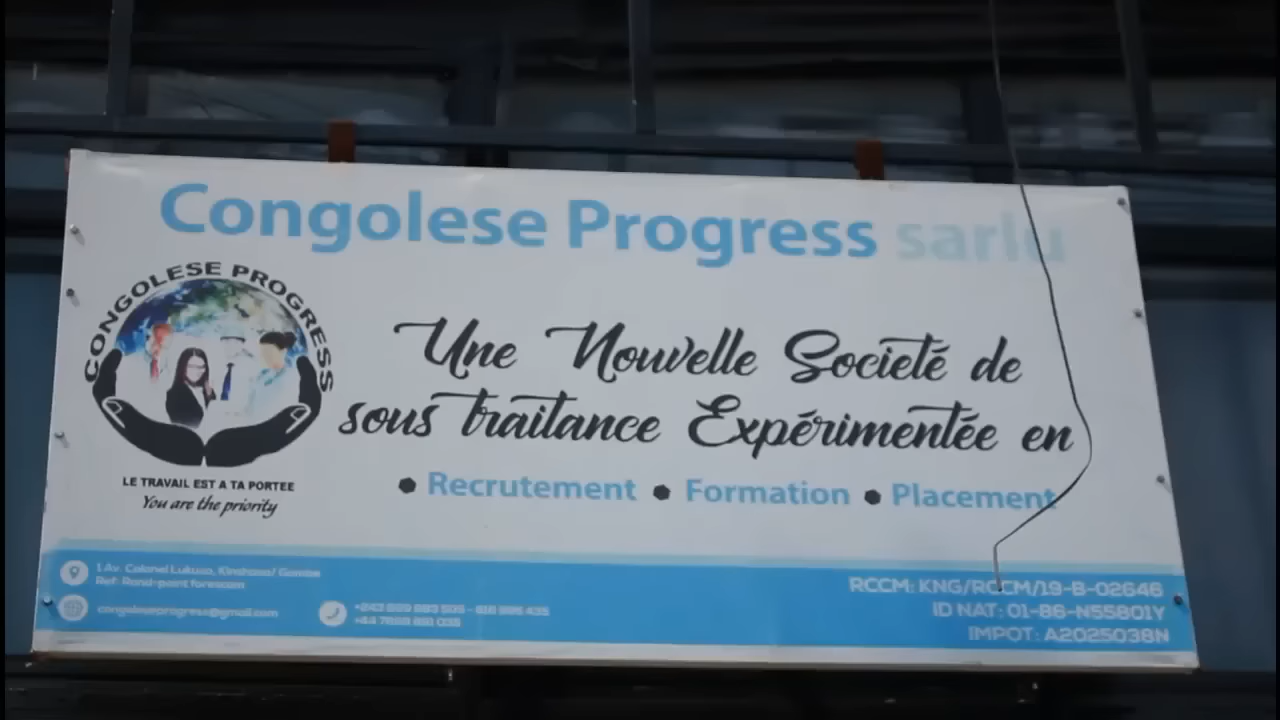 Congolese Progress sarlu
CONGOLESE PROGRESS
Une Nouvelle Societé de
sous traitance Expérimentée en
• Recrutement • Formation • Placement
LE TRAVAIL EST A TA PORTEE
You are the priority
1 Av. Colonel Lukusa, Kinshasa/ Gombe
Ref: Rond-point forescom
congoleseprogress@gmail.com
RCCM: KNG/RCCM/19-B-02646
ID NAT: 01-86-N55801Y
IMPOT: A2025038N